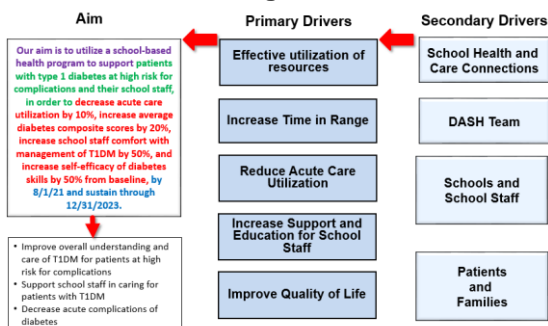 Aim
Our aim is to utilize a school-based
health program to support patients
with type 1 diabetes at high risk for
complications and their school staff,
in order to decrease acute care
utilization by 10%, increase average
diabetes composite scores by 20%,
increase school staff comfort with
management of T1DM by 50%, and
increase self-efficacy of diabetes
skills by 50% from baseline, by
8/1/21 and sustain through
12/31/2023.
• Improve overall understanding and
care of T1DM for patients at high
risk for complications
• Support school staff in caring for
patients with T1DM
• Decrease acute complications of
diabetes
Primary Drivers
Effective utilization of
resources
Increase Time in Range
Reduce Acute Care
Utilization
Increase Support and
Education for School
Staff
Improve Quality of Life
Secondary Drivers
School Health and
Care Connections
DASH Team
Schools and
School Staff
Patients
and
Families